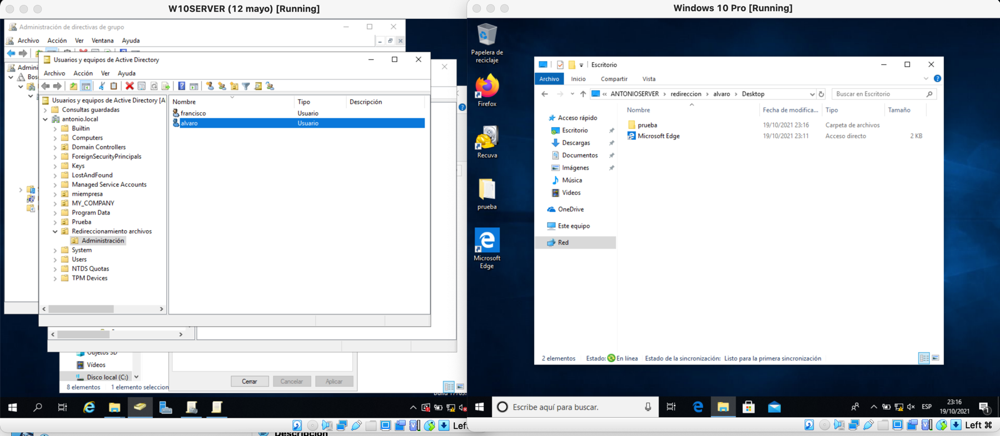 W10SERVER (12 mayo) [Running]
Administración de directivas de grupo
Archivo Acción Ver Ventana Ayuda
Admini
Bos
Usuarios y equipos de Active Directory
Archivo Acción Ver Ayuda
Usuarios y equipos de Active Directory [A
Consultas guardadas
antonio.local
Builtin
Computers
Domain Controllers
ForeignSecurityPrincipals
Keys
LostAndFound
Managed Service Accounts
miempresa
MY_COMPANY
Program Data
Prueba
Redireccionamiento archivos
Administración
System
Users
NTDS Quotas
TPM Devices
Nombre Tipo Descripción
francisco Usuario
alvaro Usuario
Objetos 3D
Vídeos
Disco local (C:)
8 elementos 1 elemento seleccion
Cerrar Cancelar Aplicar
Left
Descripción
Windows 10 Pro [Running]
Papelera de
reciclaje
Firefox
Recuva
prueba
Microsoft
Edge
Escritorio
Archivo Inicio Compartir Vista
« ANTONIOSERVER > redireccion > alvaro > Desktop
Buscar en Escritorio
Acceso rápido
Escritorio
Descargas
Documentos
Imágenes
Música
Videos
OneDrive
Este equipo
Red
Nombre Fecha de modifica... Tipo Tamaño
prueba 19/10/2021 23:16 Carpeta de archivos
Microsoft Edge 19/10/2021 23:11 Acceso directo 2 KB
2 elementos Estado: En línea Estado de la sincronización: Listo para la primera sincronización
Escribe aquí para buscar.
ESP
23:16
19/10/2021
1
Left ⌘